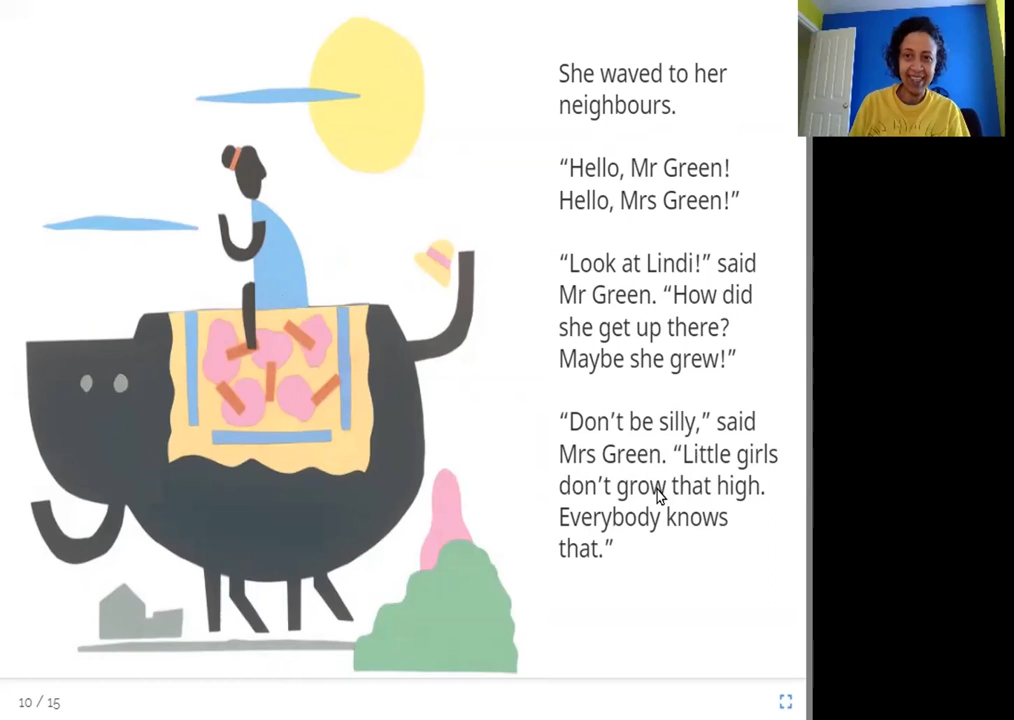 She waved to her
neighbours.
“Hello, Mr Green!
Hello, Mrs Green!”
“Look at Lindi!” said
Mr Green. “How did
she get up there?
Maybe she grew!”
“Don’t be silly,” said
Mrs Green. “Little girls
don’t grow that high.
Everybody knows
that.”
10 / 15